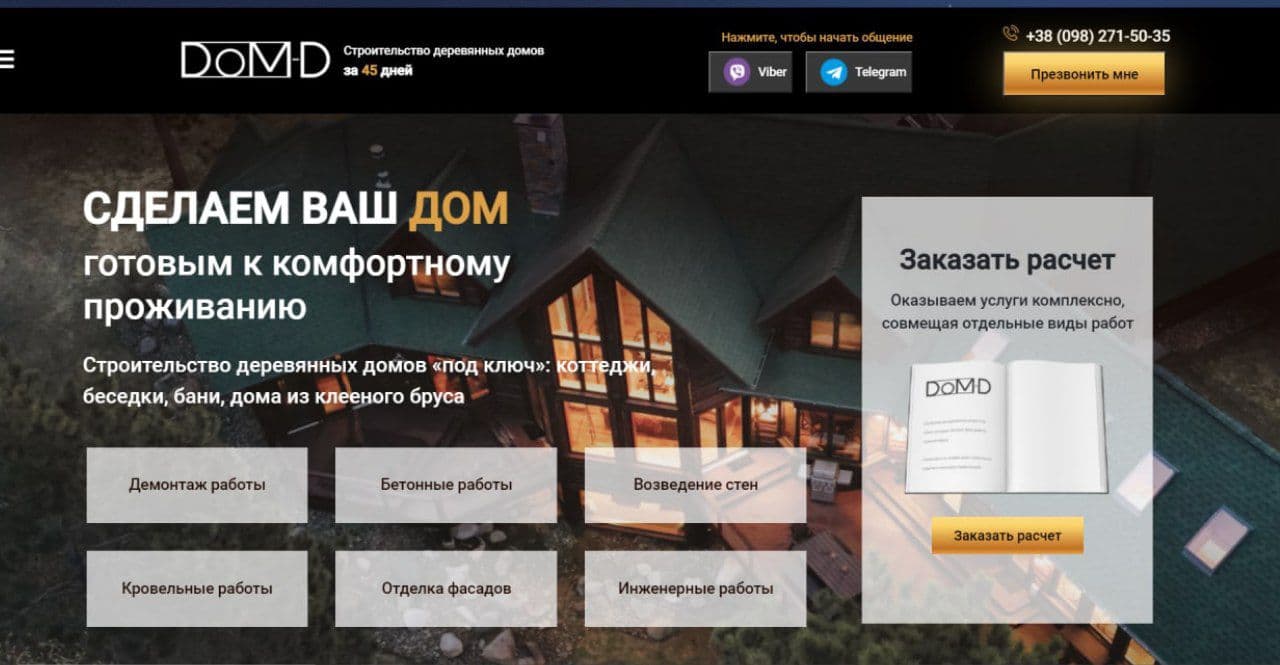 DOM-D
Строительство деревянных домов
за 45 дней
Нажмите, чтобы начать общение
Viber
Telegram
+38 (098) 271-50-35
Презвонить мне
СДЕЛАЕМ ВАШ ДОМ
готовым к комфортному
проживанию
Строительство деревянных домов «под ключ»: коттеджи,
беседки, бани, дома из клееного бруса
Демонтаж работы
Бетонные работы
Возведение стен
Кровельные работы
Отделка фасадов
Инженерные работы
Заказать расчет
Оказываем услуги комплексно,
совмещая отдельные виды работ
DOM-D
Заказать расчет